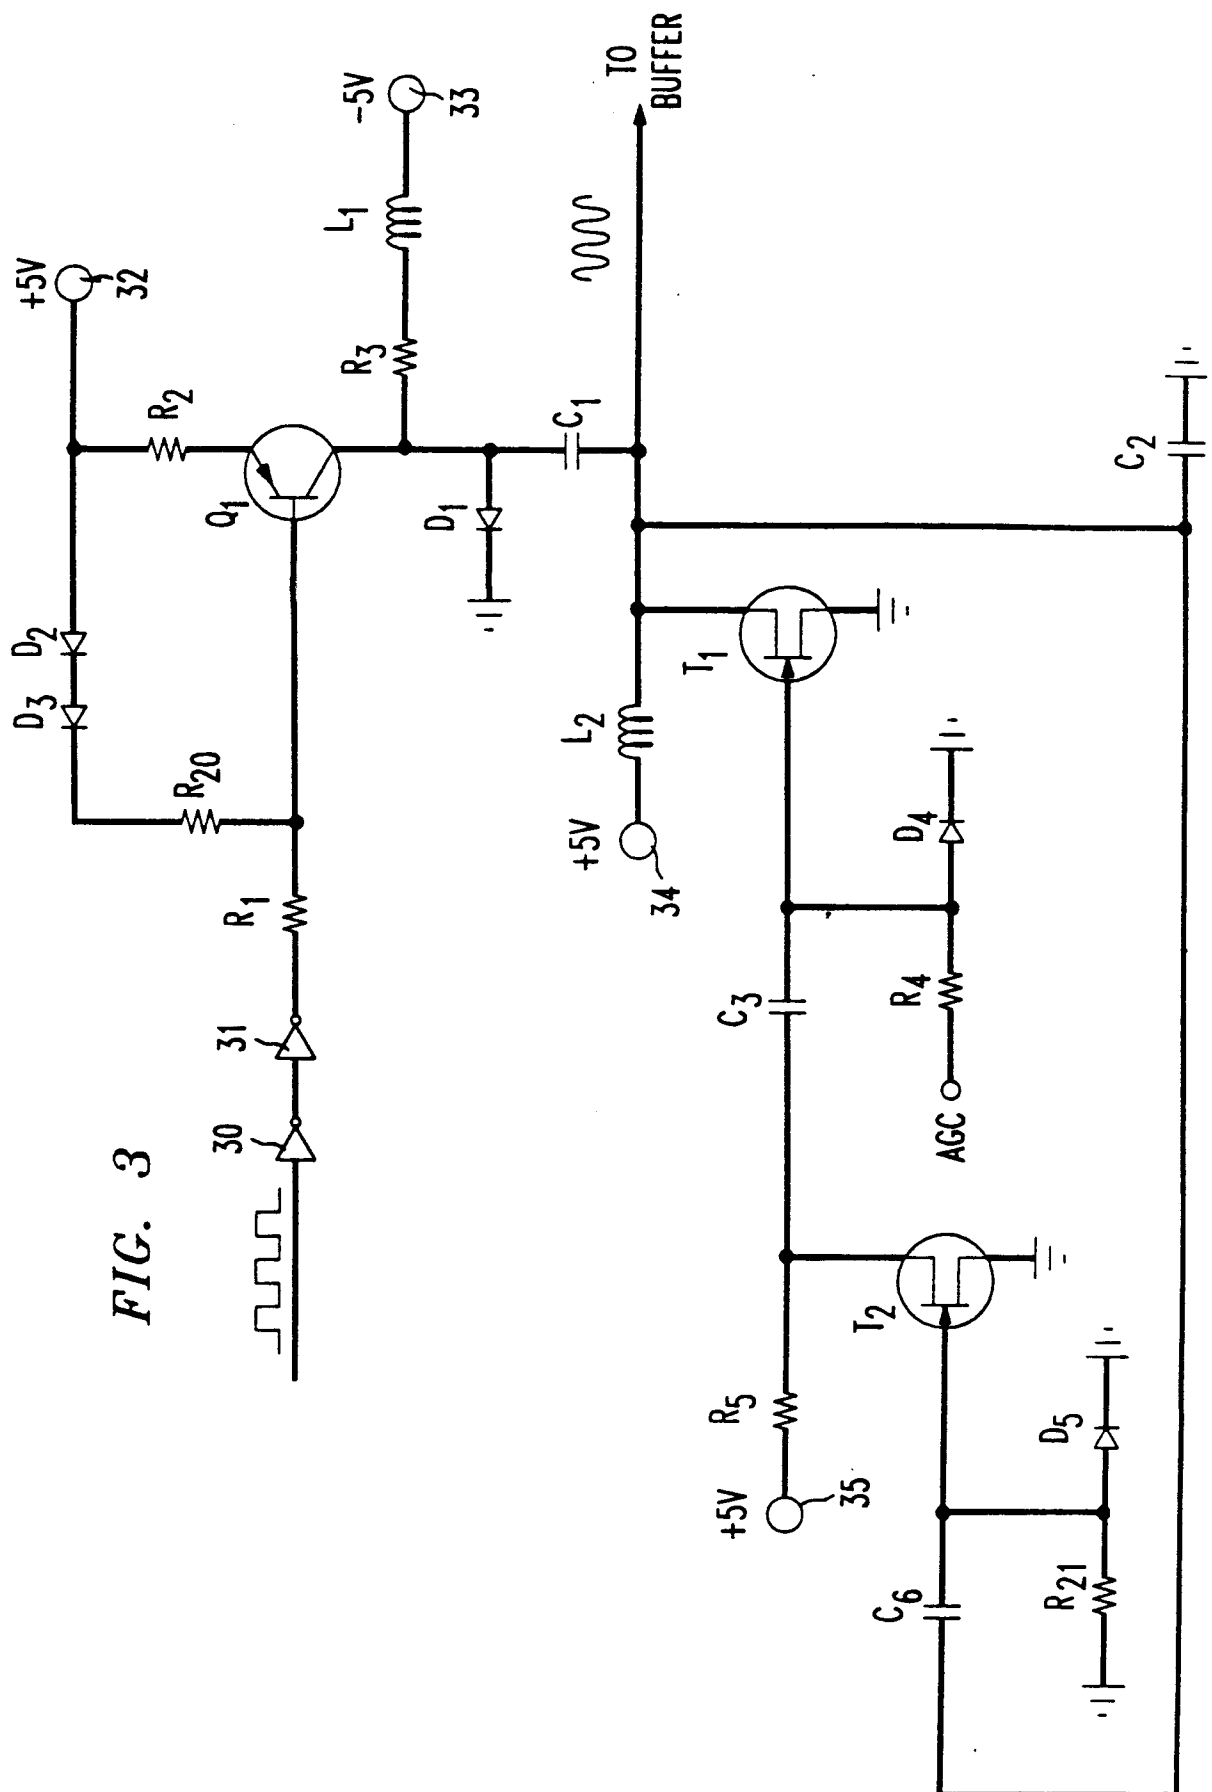 FIG. 3
30
31
R1
R20
D3
D2
+5V
32
R2
Q1
R3
L1
-5V
33
D1
C1
TO
BUFFER
+5V
34
L2
T1
C3
R4
AGC
D4
C2
+5V
35
R5
T2
C6
R21
D5